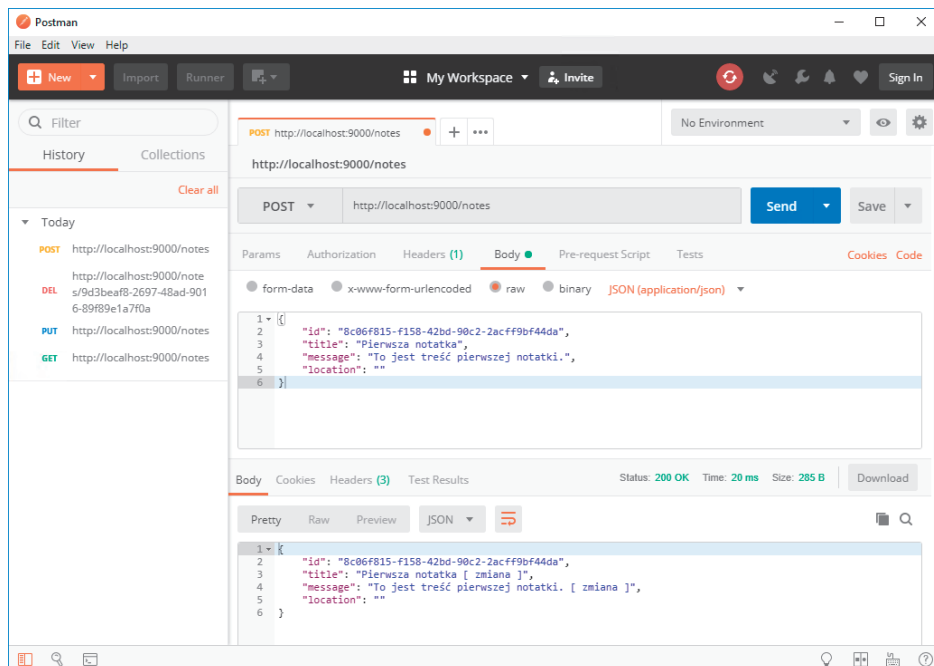 Postman
File Edit View Help
New Import Runner My Workspace Invite Sign In
Filter
History Collections
Clear all
Today
POST http://localhost:9000/notes
DEL http://localhost:9000/note
s/9d3beaf8-2697-48ad-901
6-89f89e1a7f0a
PUT http://localhost:9000/notes
GET http://localhost:9000/notes
POST http://localhost:9000/notes
No Environment
http://localhost:9000/notes
POST http://localhost:9000/notes Send Save
Params Authorization Headers (1) Body Pre-request Script Tests Cookies Code
form-data x-www-form-urlencoded raw binary JSON (application/json)
1 {
2 "id": "8c06f815-f158-42bd-90c2-2acff9bf44da",
3 "title": "Pierwsza notatka",
4 "message": "To jest treść pierwszej notatki.",
5 "location": ""
6 }
Body Cookies Headers (3) Test Results Status: 200 OK Time: 20 ms Size: 285 B Download
Pretty Raw Preview JSON
1 {
2 "id": "8c06f815-f158-42bd-90c2-2acff9bf44da",
3 "title": "Pierwsza notatka [ zmiana ]",
4 "message": "To jest treść pierwszej notatki. [ zmiana ]",
5 "location": ""
6 }